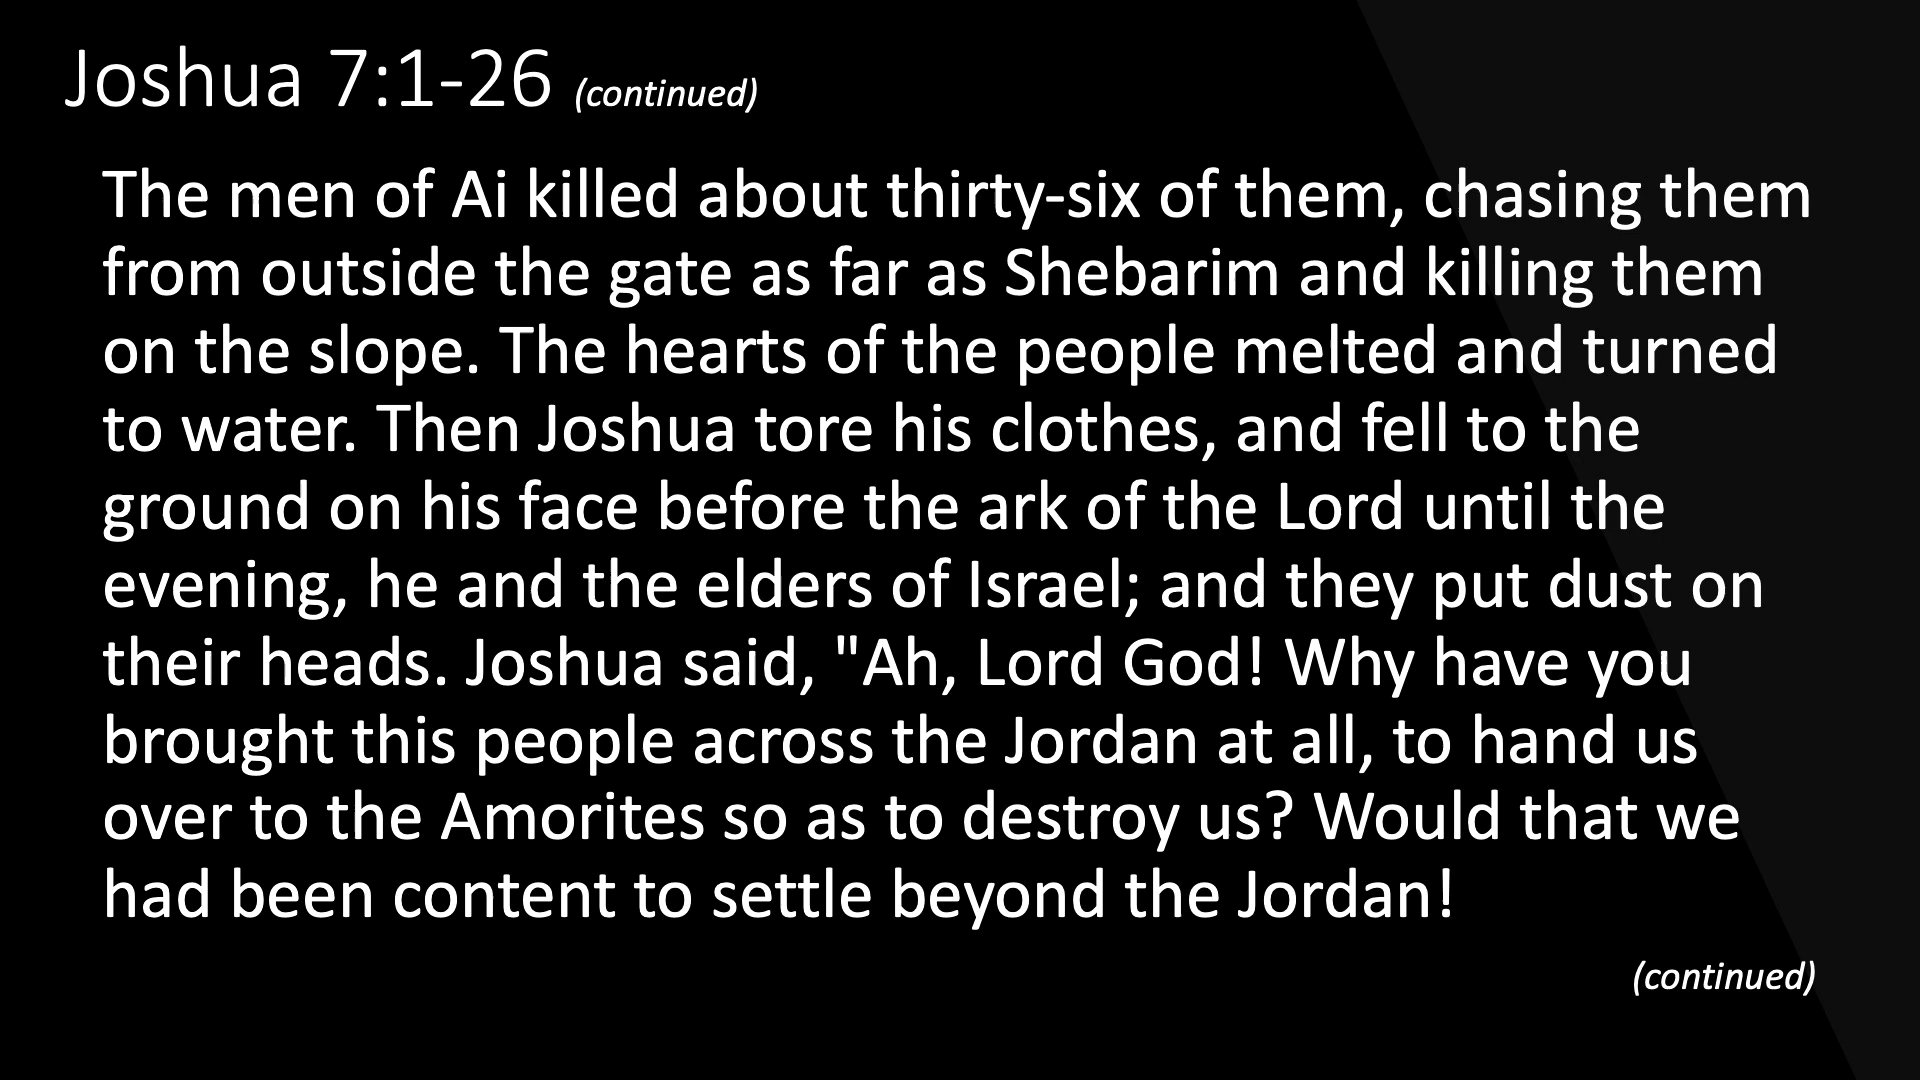 Joshua 7:1-26 (continued)
The men of Ai killed about thirty-six of them, chasing them
from outside the gate as far as Shebarim and killing them
on the slope. The hearts of the people melted and turned
to water. Then Joshua tore his clothes, and fell to the
ground on his face before the ark of the Lord until the
evening, he and the elders of Israel; and they put dust on
their heads. Joshua said, "Ah, Lord God! Why have you
brought this people across the Jordan at all, to hand us
over to the Amorites so as to destroy us? Would that we
had been content to settle beyond the Jordan!
(continued)